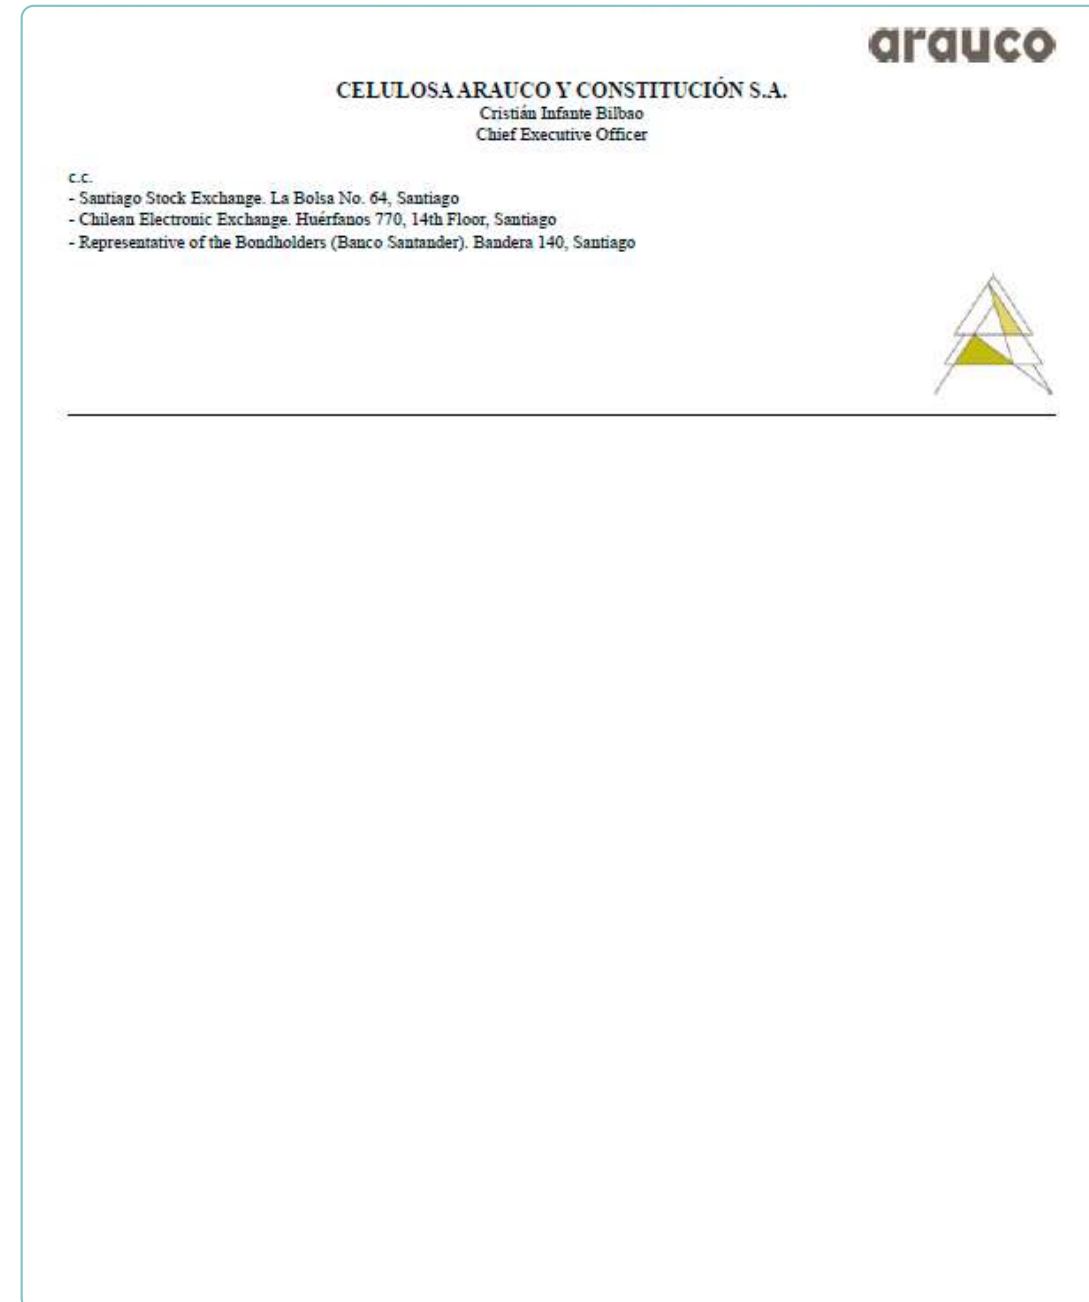 arauco
CELULOSA ARAUCO Y CONSTITUCIÓN S.A.
Cristián Infante Bilbao
Chief Executive Officer
c.c.
- Santiago Stock Exchange. La Bolsa No. 64, Santiago
- Chilean Electronic Exchange. Huérfanos 770, 14th Floor, Santiago
- Representative of the Bondholders (Banco Santander). Bandera 140, Santiago